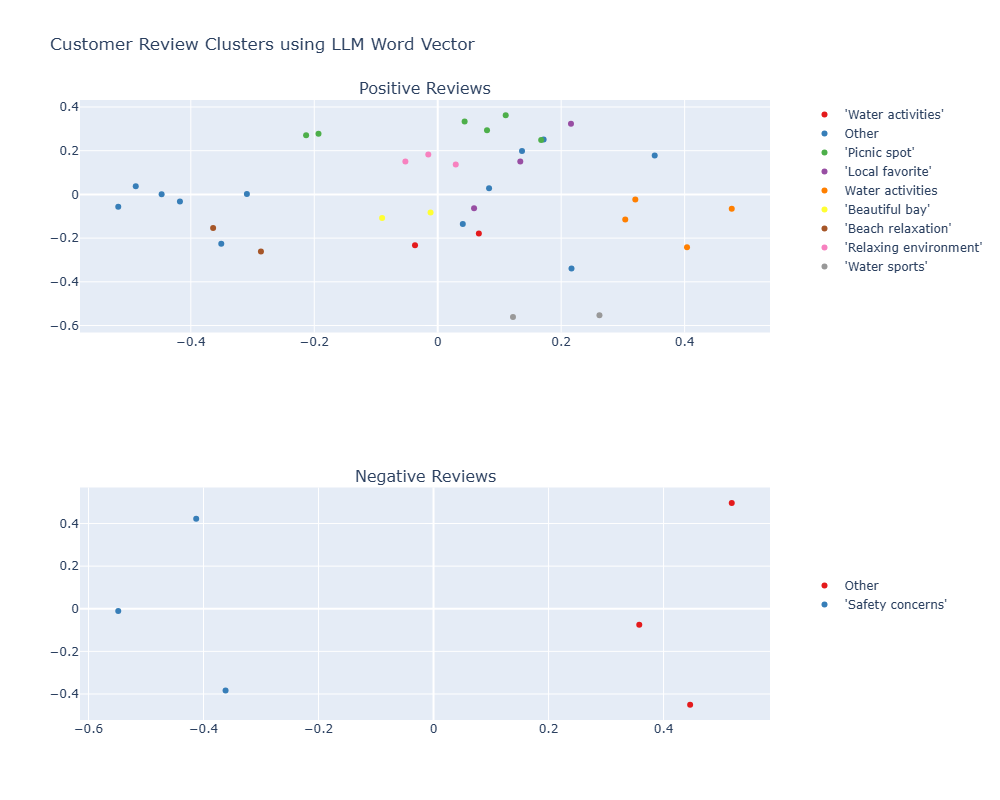 Customer Review Clusters using LLM Word Vector
Positive Reviews
0.4
0.2
0
−0.2
−0.4
−0.6
−0.4
−0.2
0
0.2
0.4
'Water activities'
Other
'Picnic spot'
'Local favorite'
Water activities
'Beautiful bay'
'Beach relaxation'
'Relaxing environment'
'Water sports'
Negative Reviews
0.4
0.2
0
−0.2
−0.4
−0.6
−0.4
−0.2
0
0.2
0.4
Other
'Safety concerns'